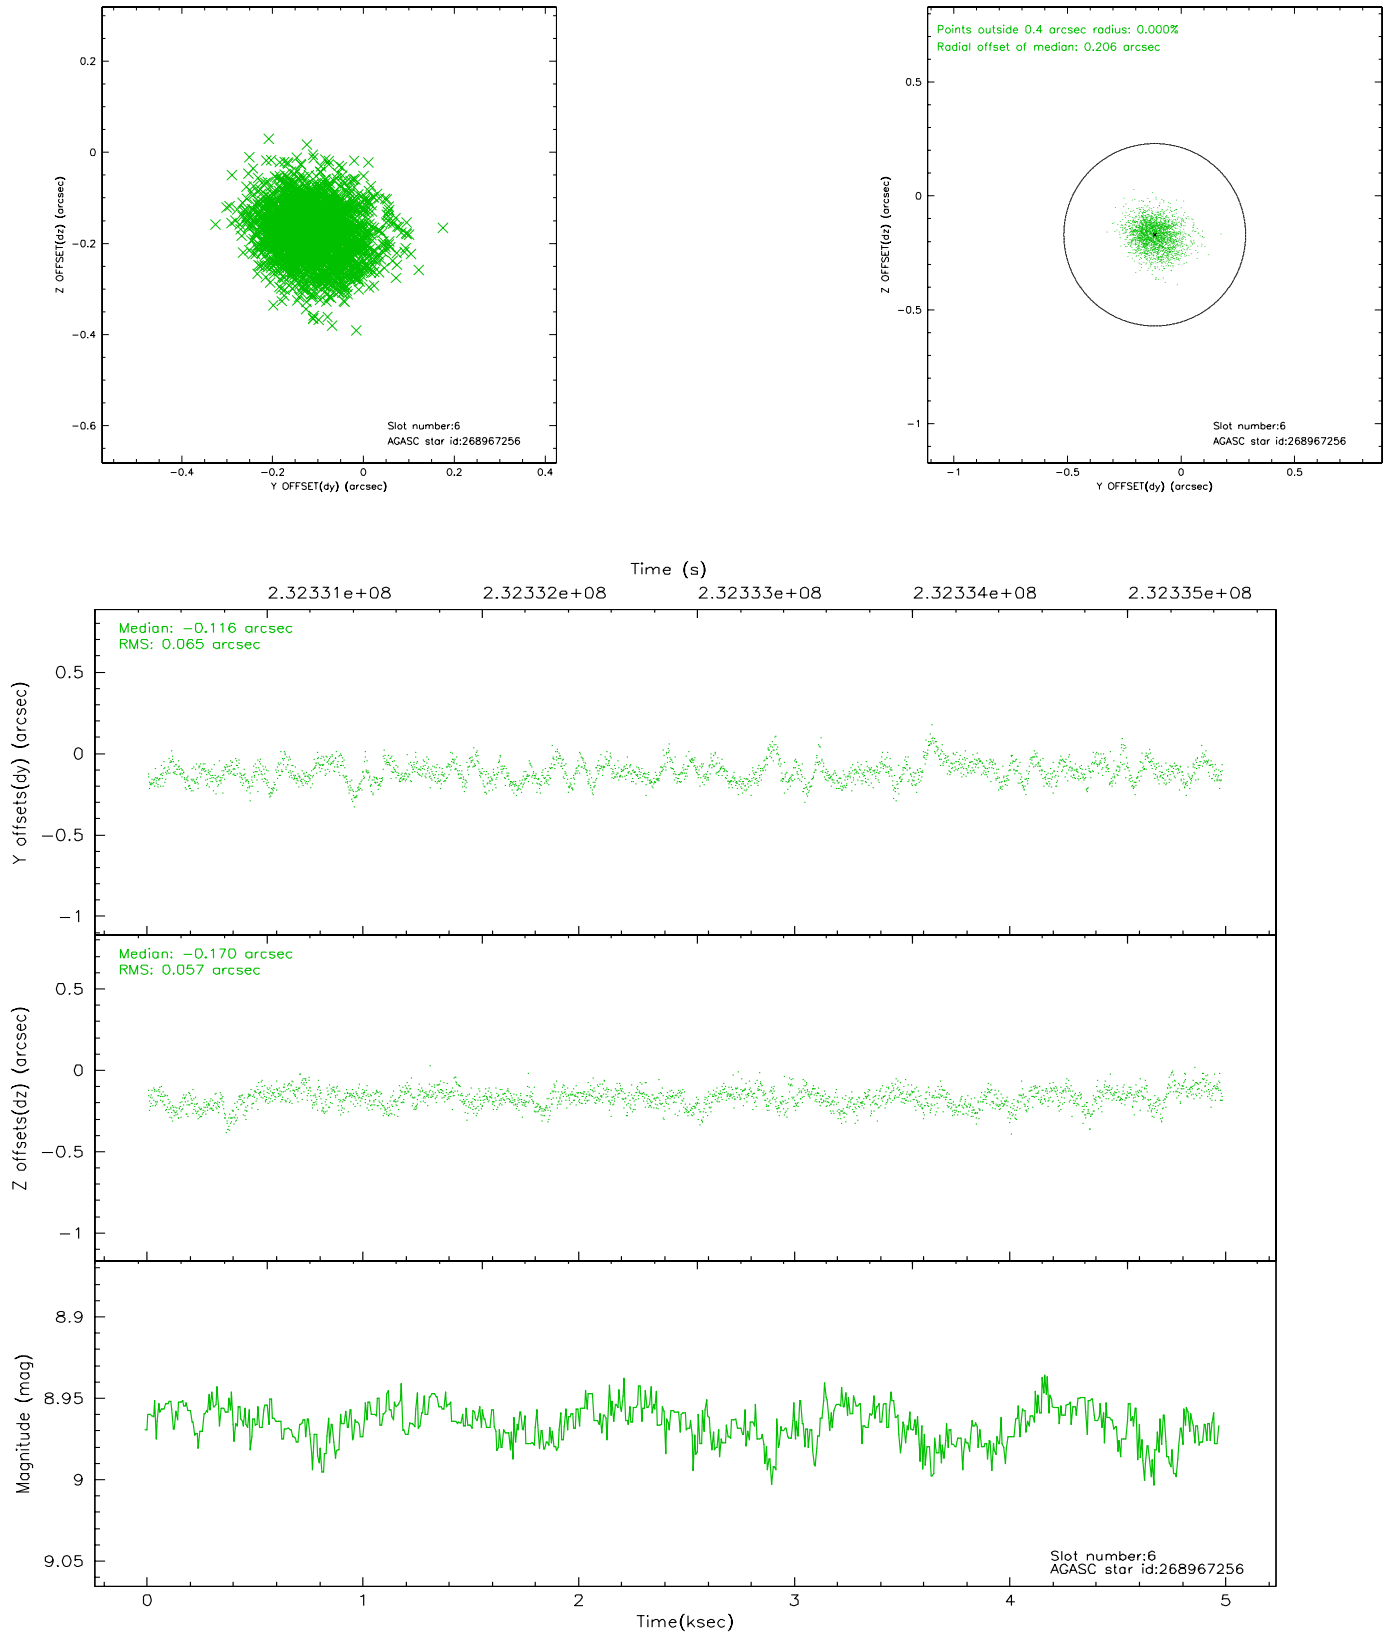 0.2
0
−0.2
−0.4
−0.6
Z OFFSET(dz) (arcsec)
Slot number:6
AGASC star id:268967256
−0.4 −0.2 0 0.2 0.4
Y OFFSET(dy) (arcsec)
Points outside 0.4 arcsec radius: 0.000%
Radial offset of median: 0.206 arcsec
0.5
0
−0.5
−1
Z OFFSET(dz) (arcsec)
Slot number:6
AGASC star id:268967256
−1 −0.5 0 0.5
Y OFFSET(dy) (arcsec)
Time (s)
2.32331e+08 2.32332e+08 2.32333e+08 2.32334e+08 2.32335e+08
Median: −0.116 arcsec
RMS: 0.065 arcsec
0.5
0
−0.5
−1
Y offsets(dy) (arcsec)
Median: −0.170 arcsec
RMS: 0.057 arcsec
0.5
0
−0.5
−1
Z offsets(dz) (arcsec)
8.9
8.95
9
9.05
Magnitude (mag)
Slot number:6
AGASC star id:268967256
0 1 2 3 4 5
Time(ksec)